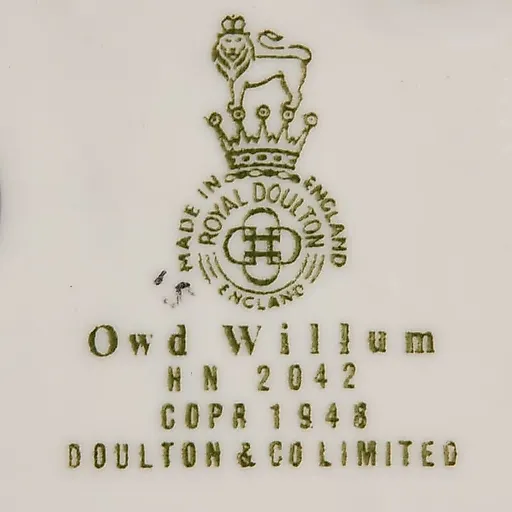 MADE IN ENGLAND
ROYAL DOULTON
ENGLAND
Owd Willum
HN 2042
COPR 1948
DOULTON & CO LIMITED